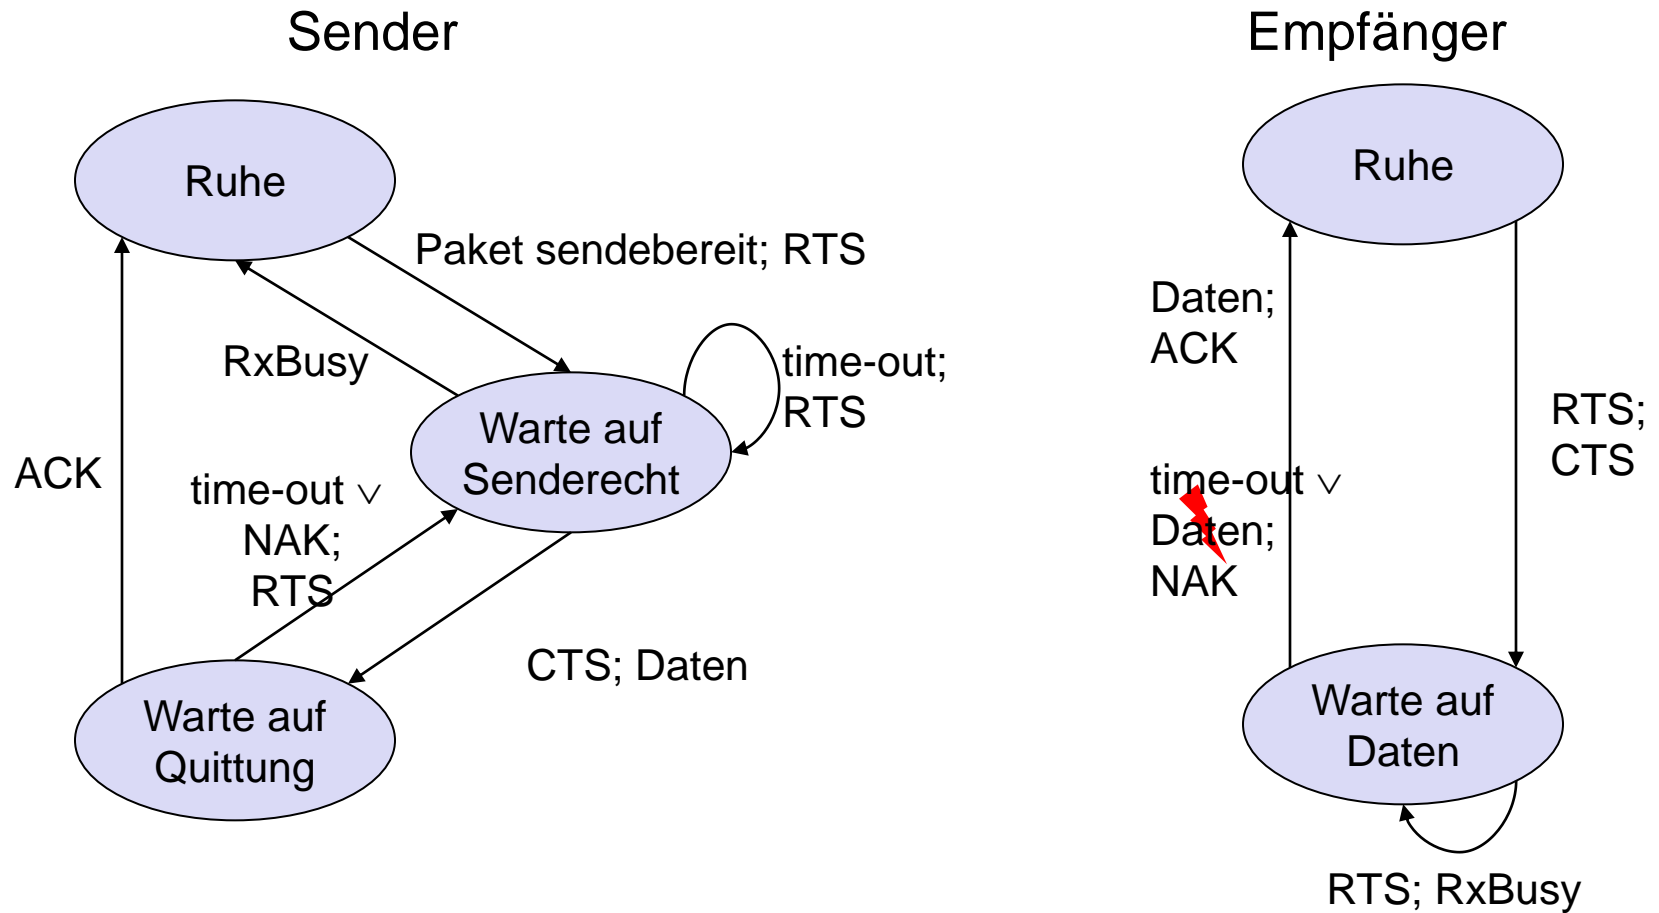 Sender
Empfänger
Ruhe
Paket sendebereit; RTS
RxBusy
time-out;
RTS
Warte auf
Senderecht
ACK
time-out ∨
NAK;
RTS
CTS; Daten
Warte auf
Quittung
Ruhe
Daten;
ACK
RTS;
CTS
time-out ∨
Daten;
NAK
Warte auf
Daten
RTS; RxBusy